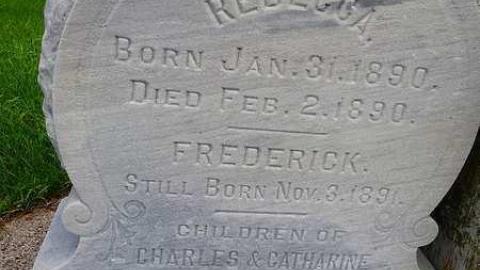 REBECCA.
BORN JAN. 31. 1890.
DIED FEB. 2. 1890.
FREDERICK.
STILL BORN NOV. 3. 1891.
CHILDREN OF
CHARLES & CATHARINE